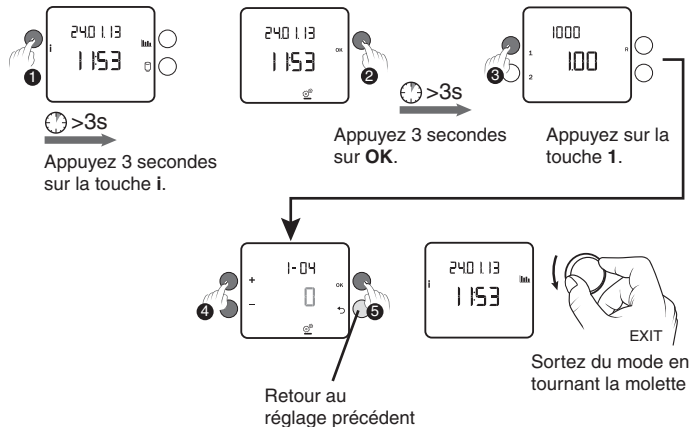 24.01.13
i
11:53
1
>3s
Appuyez 3 secondes
sur la touche i.
24.01.13
OK
11:53
2
>3s
Appuyez 3 secondes
sur OK.
1000
1
R
1.00
2
3
Appuyez sur la
touche 1.
1-04
+
OK
0
-
4
5
Retour au
réglage précédent
24.01.13
i
11:53
EXIT
Sortez du mode en
tournant la molette